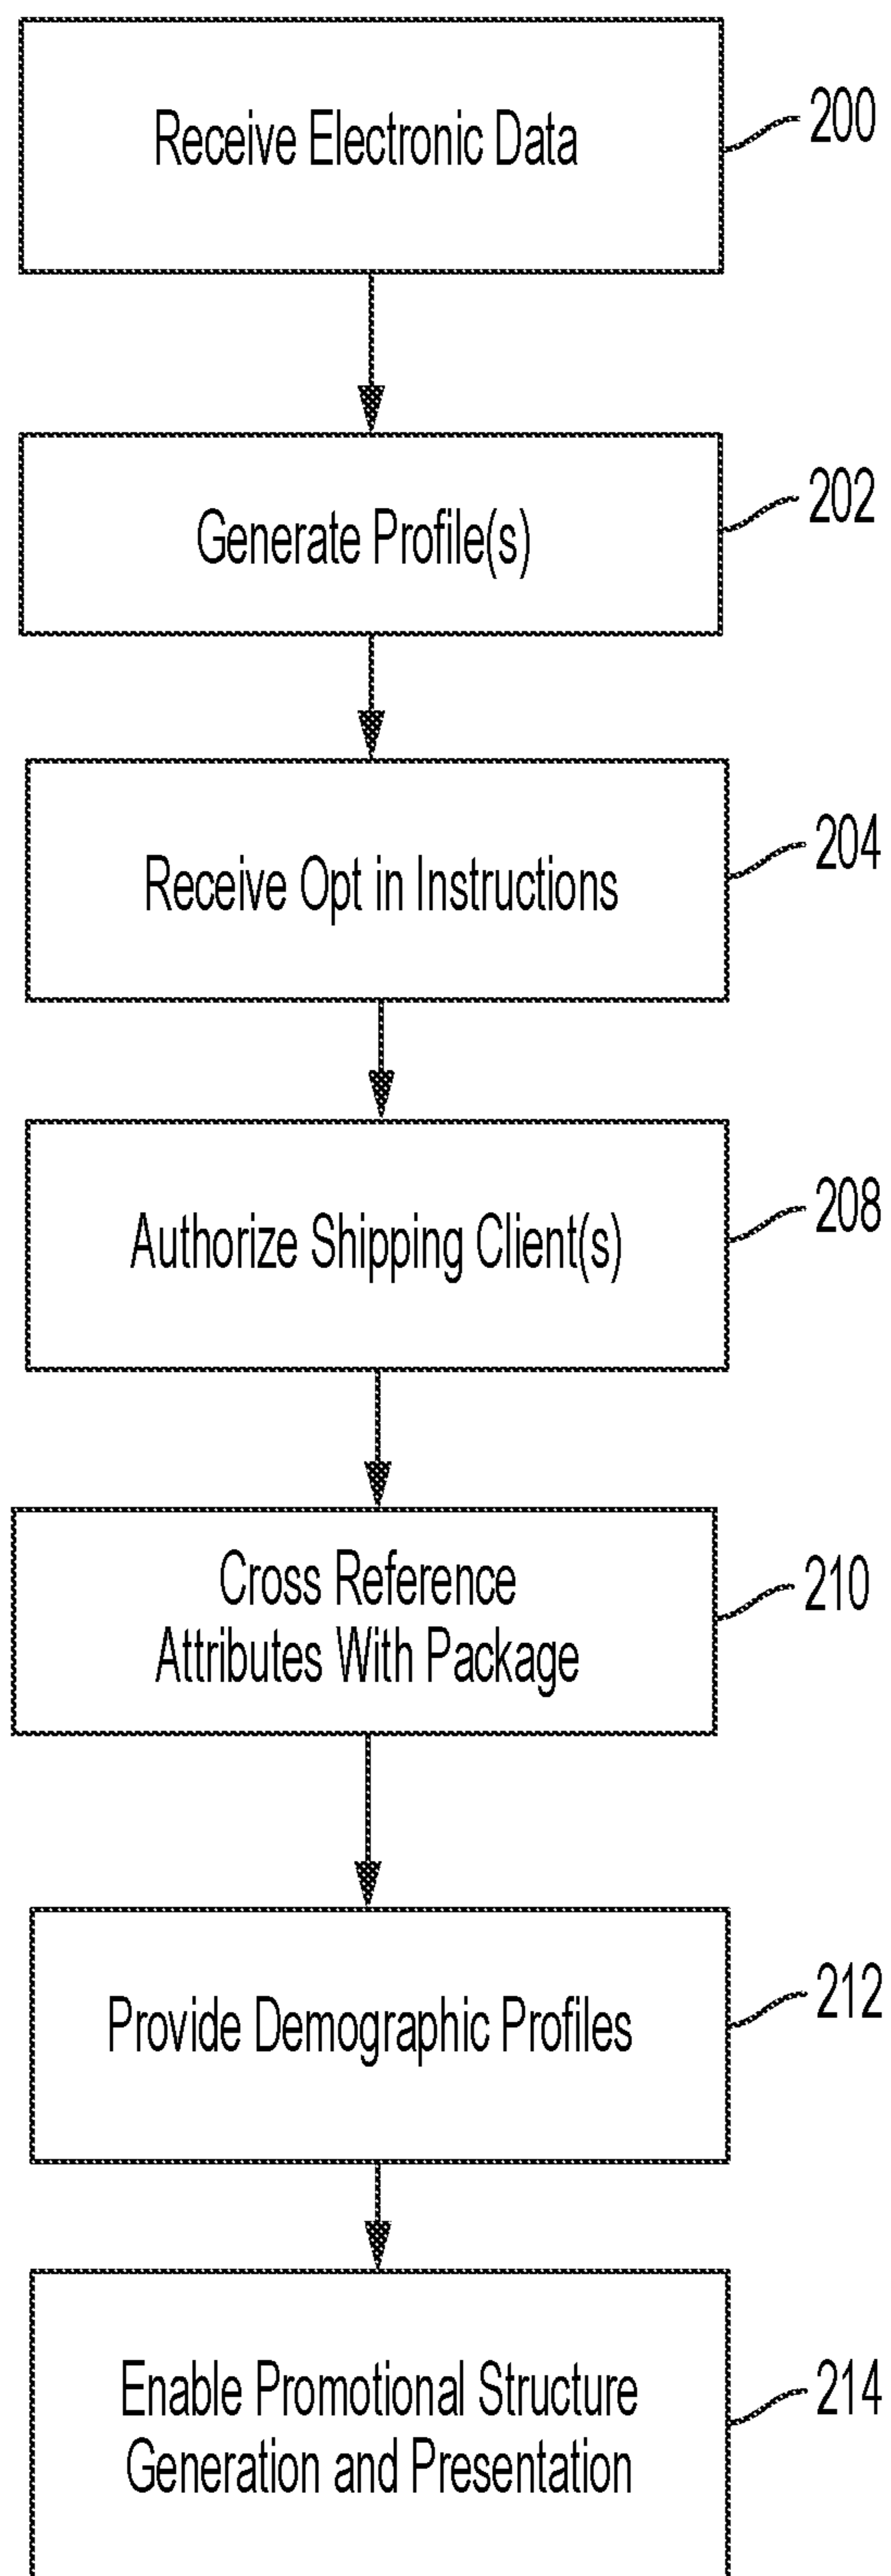 Receive Electronic Data
200
Generate Profile(s)
202
Receive Opt in Instructions
204
Authorize Shipping Client(s)
208
Cross Reference
Attributes With Package
210
Provide Demographic Profiles
212
Enable Promotional Structure
Generation and Presentation
214